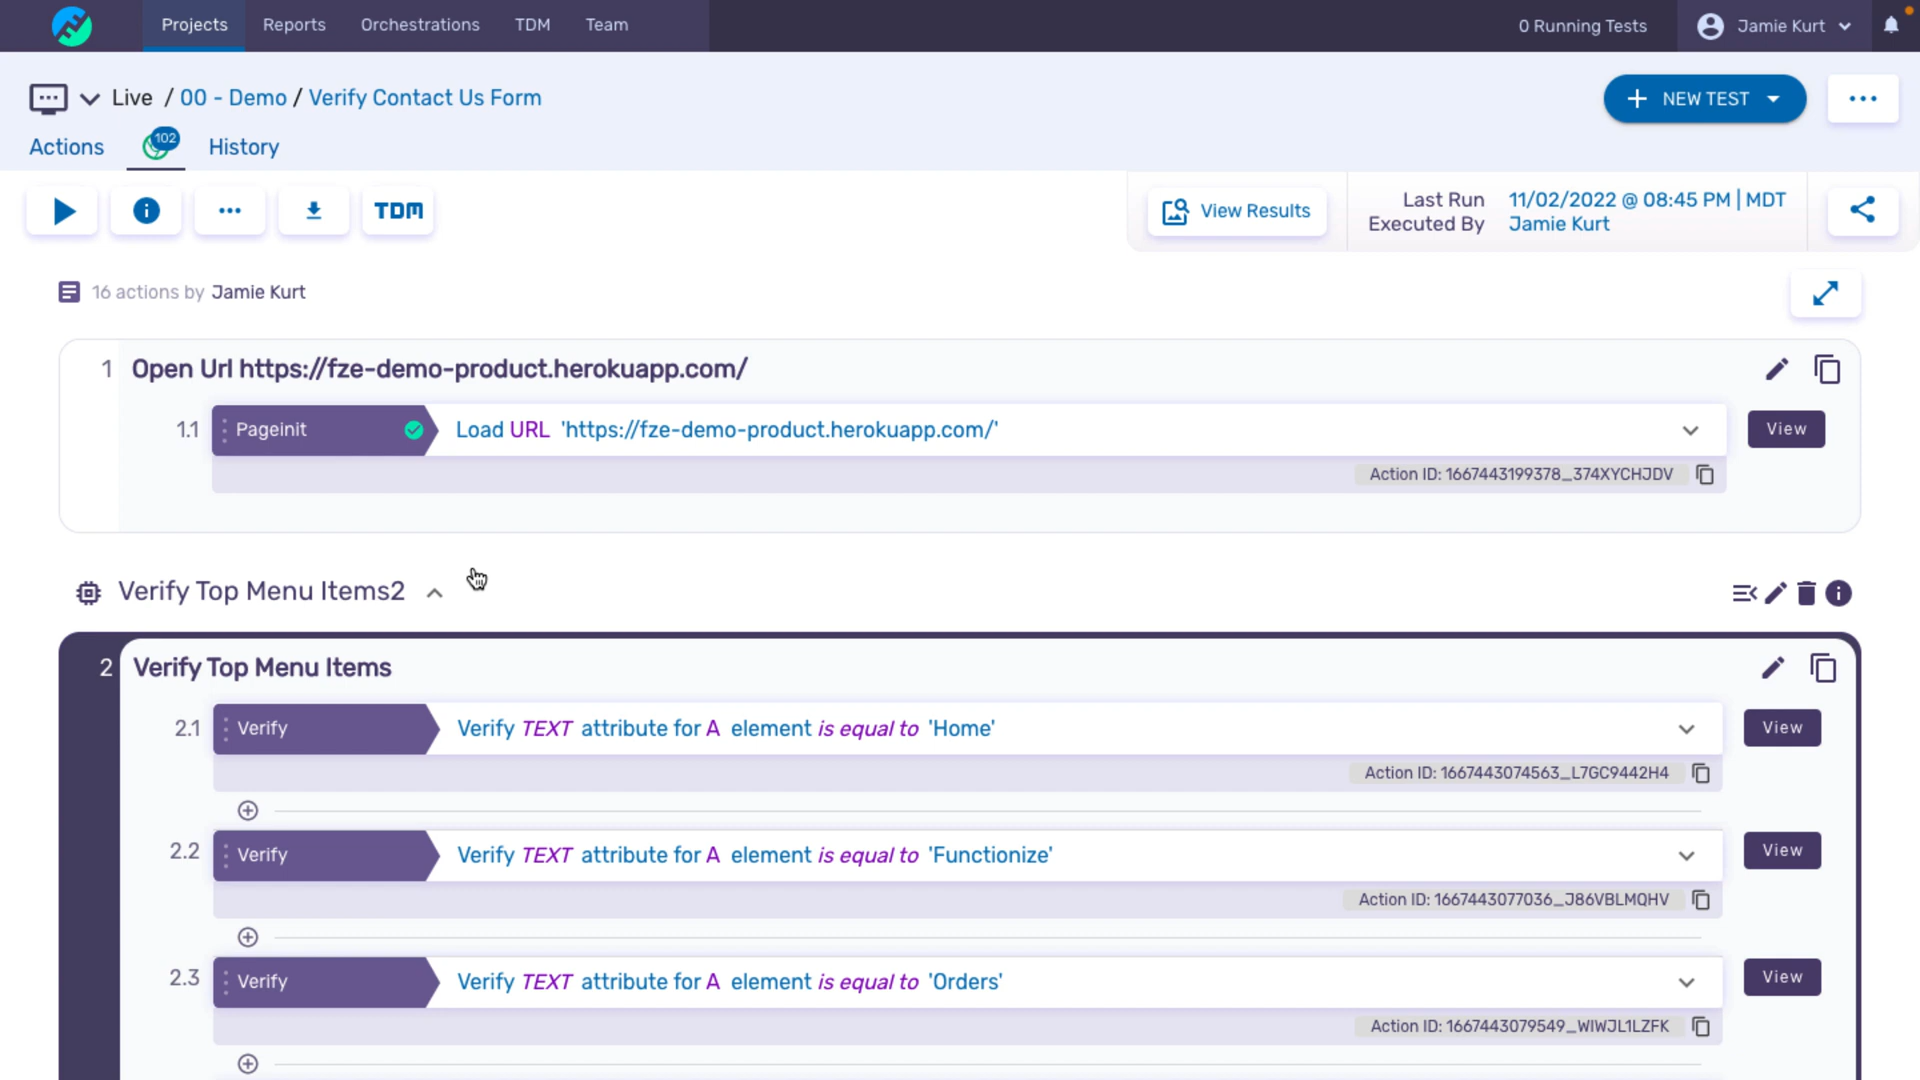 Projects Reports Orchestrations TDM Team 0 Running Tests Jamie Kurt
Live / 00 - Demo / Verify Contact Us Form
NEW TEST
Actions 102 History
TDM
View Results
Last Run 11/02/2022 @ 08:45 PM | MDT
Executed By Jamie Kurt
16 actions by Jamie Kurt
1 Open Url https://fze-demo-product.herokuapp.com/
1.1 Pageinit Load URL 'https://fze-demo-product.herokuapp.com/' View
Action ID: 1667443199378_374XYCHJDV
Verify Top Menu Items2
2 Verify Top Menu Items
2.1 Verify Verify TEXT attribute for A element is equal to 'Home' View
Action ID: 1667443074563_L7GC9442H4
2.2 Verify Verify TEXT attribute for A element is equal to 'Functionize' View
Action ID: 1667443077036_J86VBLMQHV
2.3 Verify Verify TEXT attribute for A element is equal to 'Orders' View
Action ID: 1667443079549_WIWJL1LZFK